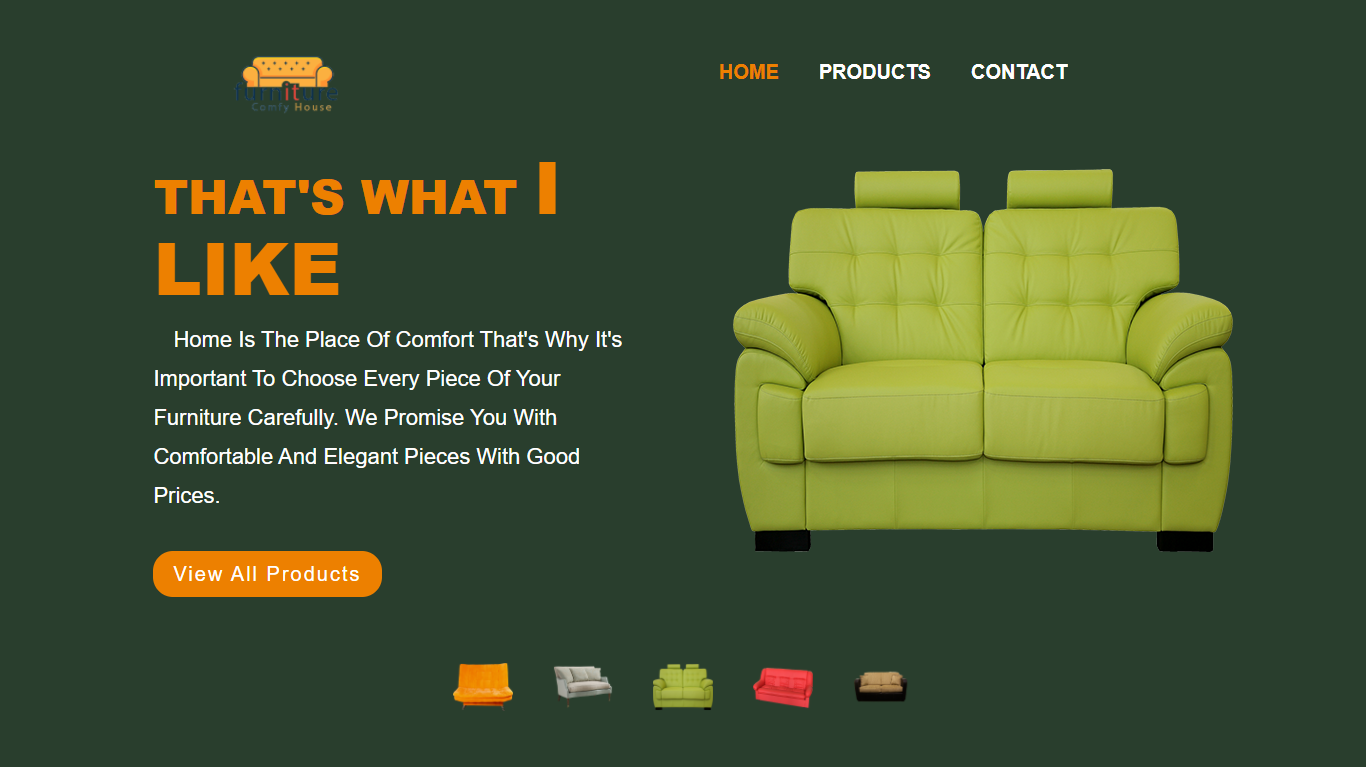 furniture
Comfy House
HOME PRODUCTS CONTACT
THAT'S WHAT I
LIKE
Home Is The Place Of Comfort That's Why It's
Important To Choose Every Piece Of Your
Furniture Carefully. We Promise You With
Comfortable And Elegant Pieces With Good
Prices.
View All Products